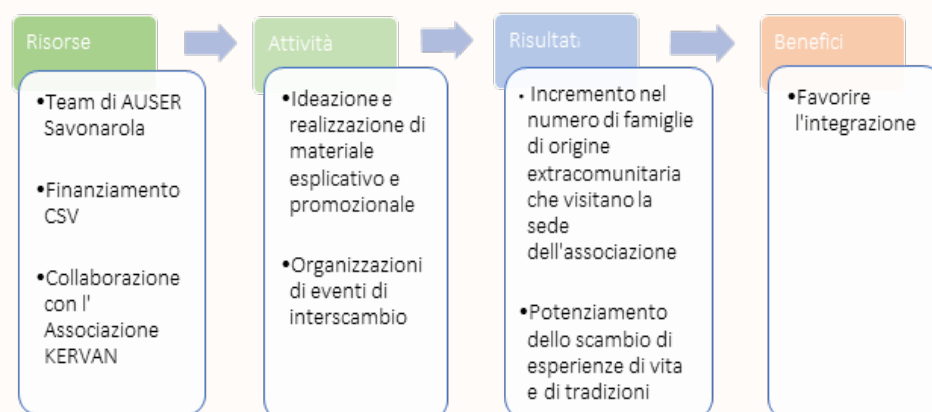 Risorse
•Team di AUSER
Savonarola
•Finanziamento
CSV
•Collaborazione
con l'
Associazione
KERVAN
Attività
•Ideazione e
realizzazione di
materiale
esplicativo e
promozionale
•Organizzazioni
di eventi di
interscambio
Risultati
• Incremento nel
numero di famiglie
di origine
extracomunitaria
che visitano la
sede
dell'associazione
•Potenziamento
dello scambio di
esperienze di vita
e di tradizioni
Benefici
•Favorire
l'integrazione